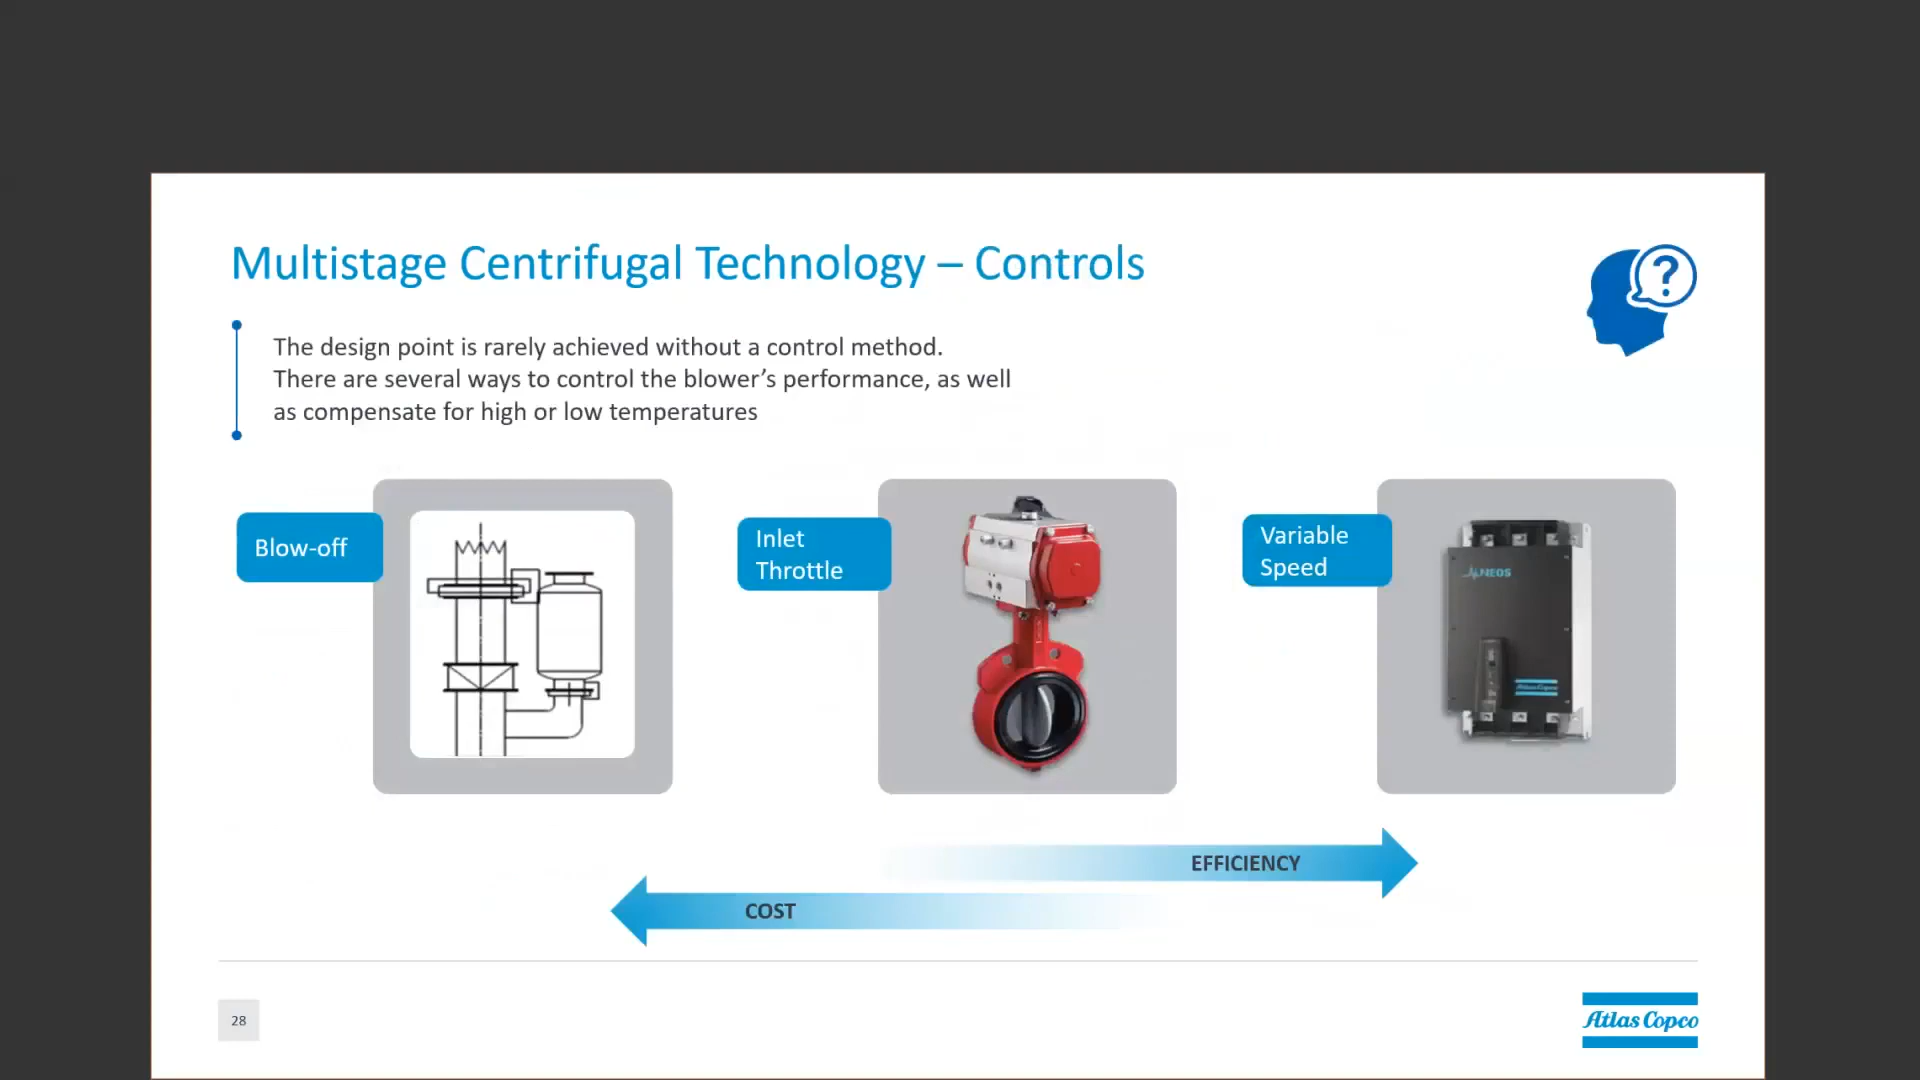 Multistage Centrifugal Technology – Controls
The design point is rarely achieved without a control method.
There are several ways to control the blower’s performance, as well
as compensate for high or low temperatures
Blow-off
Inlet
Throttle
Variable
Speed
NEOS
Atlas Copco
EFFICIENCY
COST
28
Atlas Copco